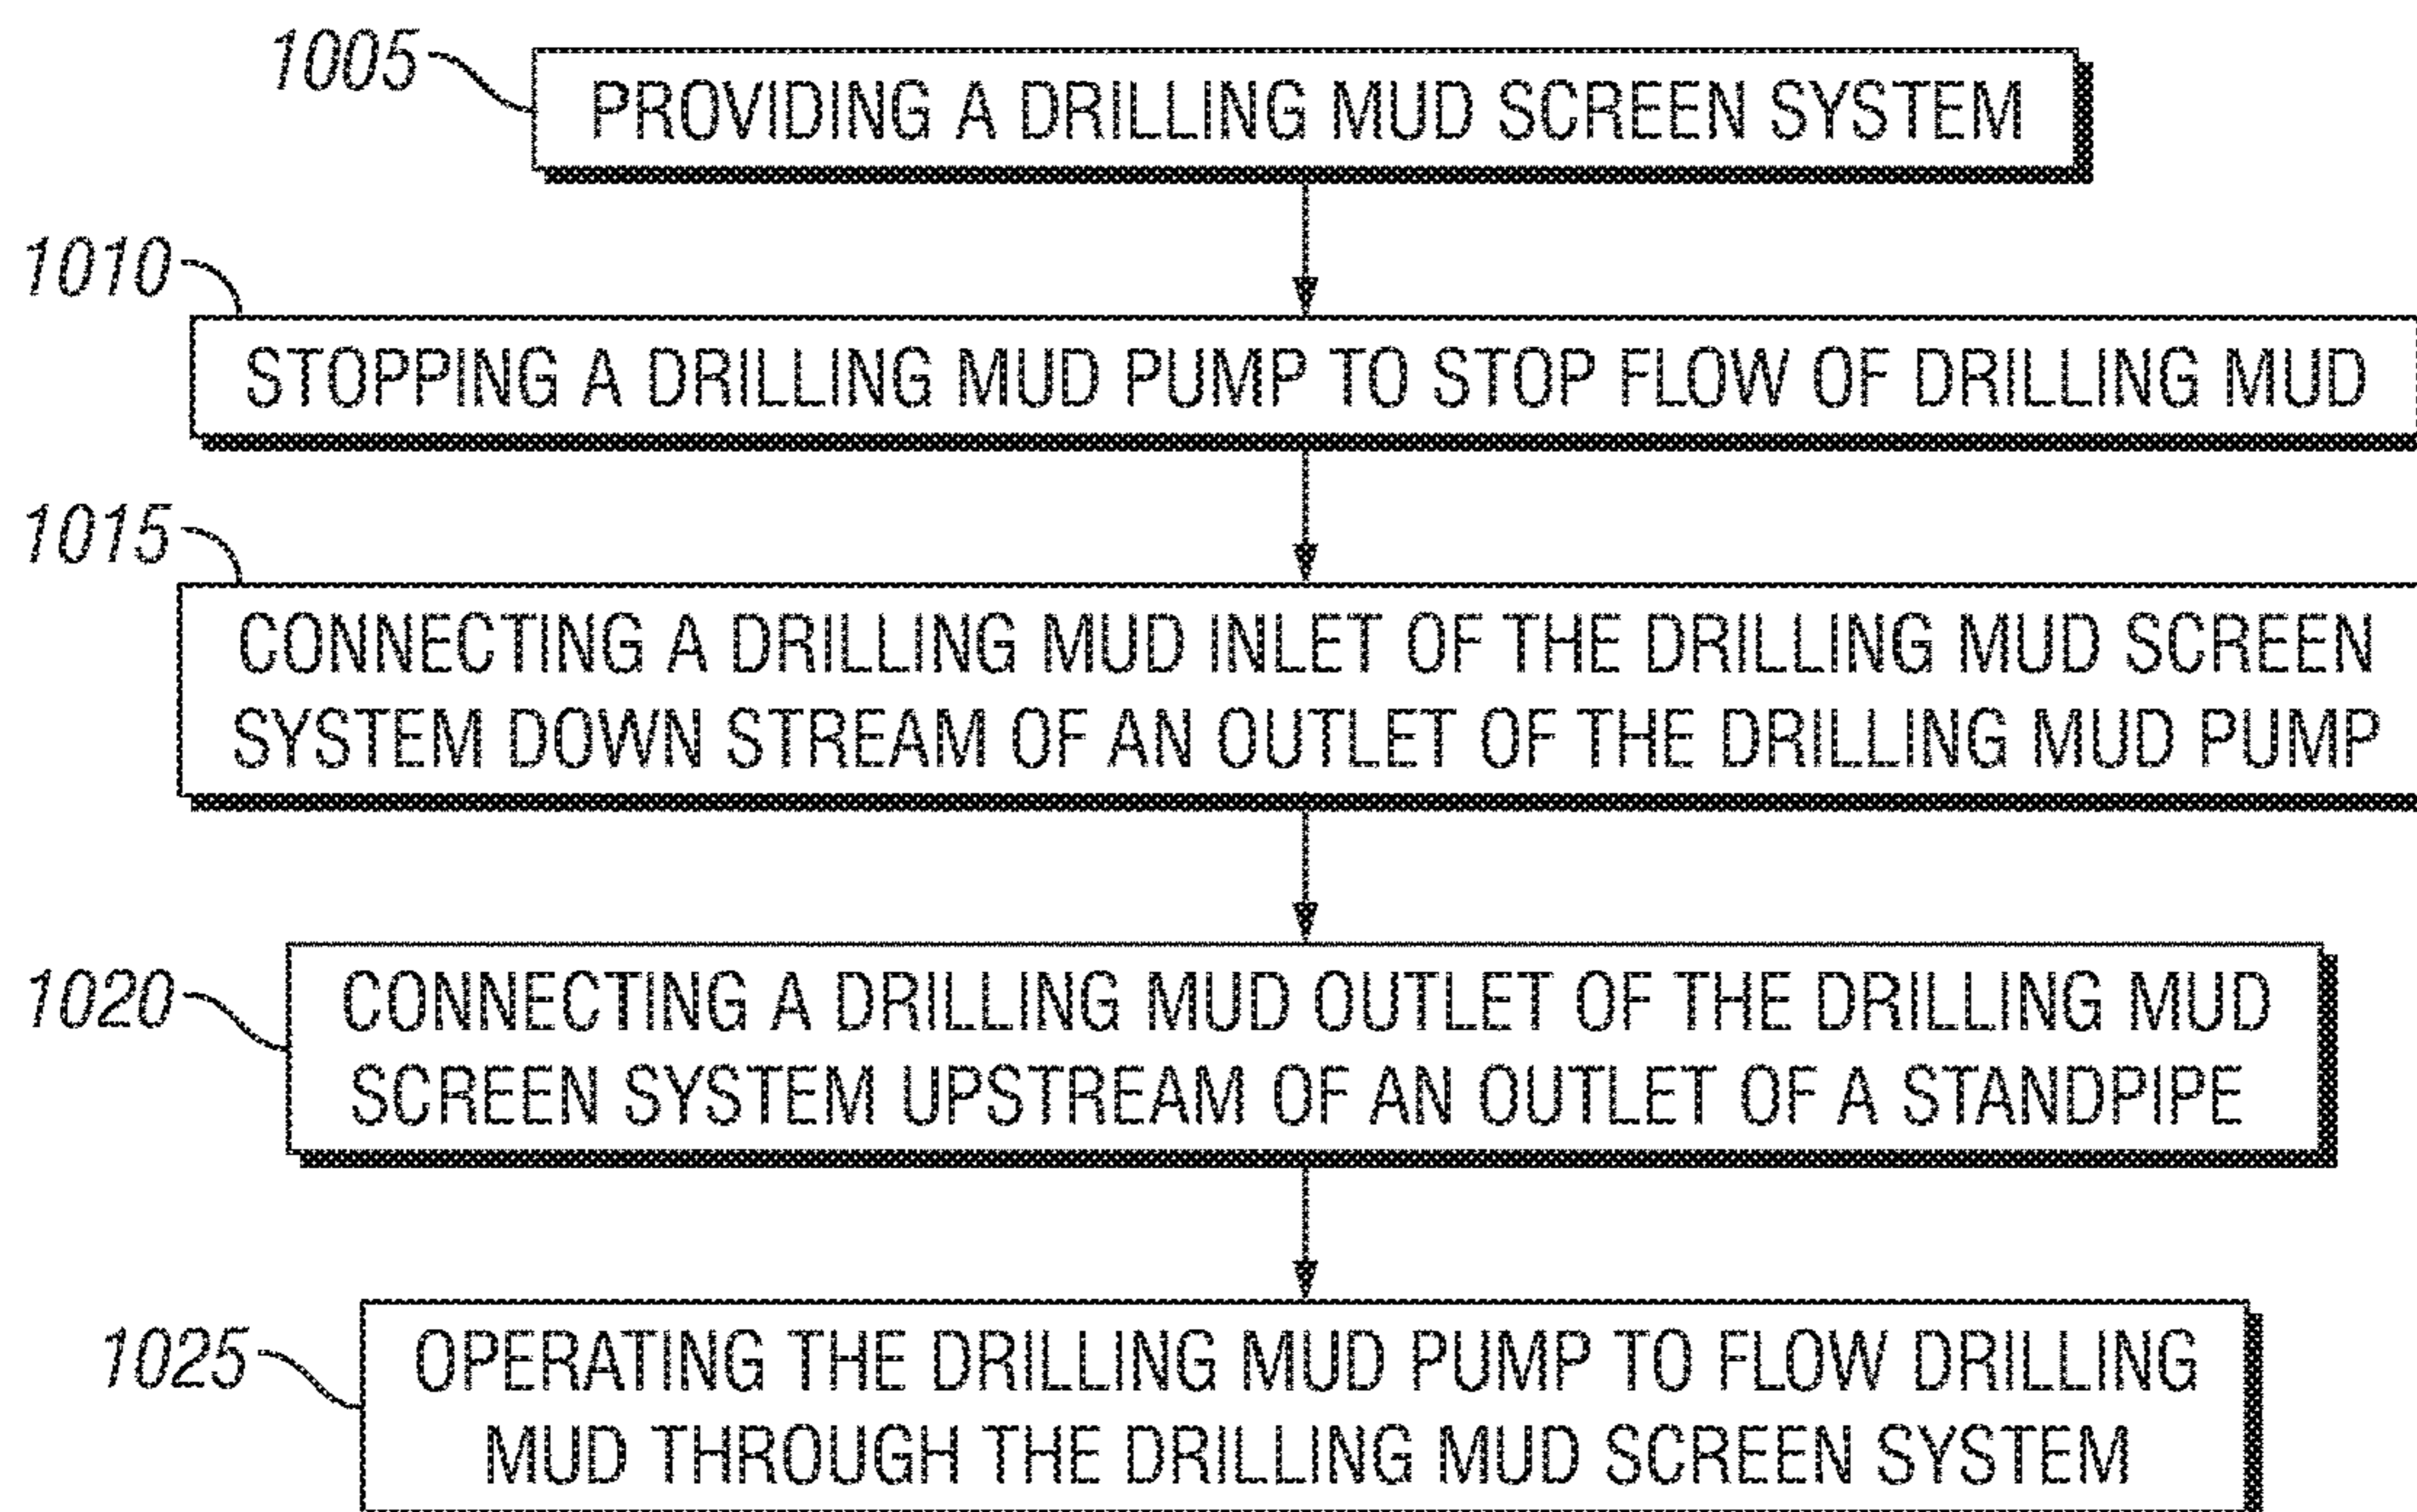 1005
PROVIDING A DRILLING MUD SCREEN SYSTEM
1010
STOPPING A DRILLING MUD PUMP TO STOP FLOW OF DRILLING MUD
1015
CONNECTING A DRILLING MUD INLET OF THE DRILLING MUD SCREEN
SYSTEM DOWN STREAM OF AN OUTLET OF THE DRILLING MUD PUMP
1020
CONNECTING A DRILLING MUD OUTLET OF THE DRILLING MUD
SCREEN SYSTEM UPSTREAM OF AN OUTLET OF A STANDPIPE
1025
OPERATING THE DRILLING MUD PUMP TO FLOW DRILLING
MUD THROUGH THE DRILLING MUD SCREEN SYSTEM